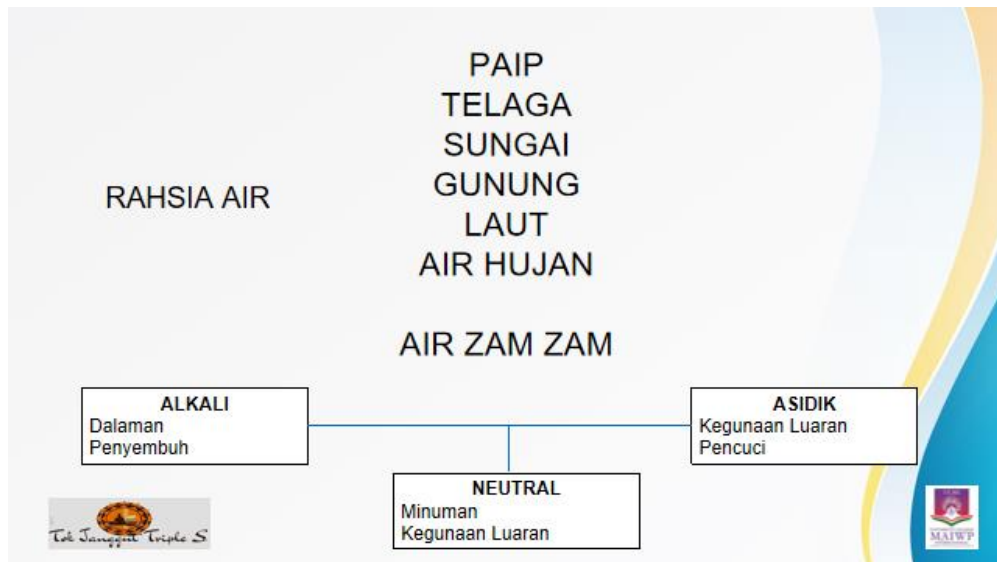 RAHSIA AIR
PAIP
TELAGA
SUNGAI
GUNUNG
LAUT
AIR HUJAN
AIR ZAM ZAM
ALKALI
Dalaman
Penyembuh
ASIDIK
Kegunaan Luaran
Pencuci
NEUTRAL
Minuman
Kegunaan Luaran
Tok Janggut Triple S
MAIWP